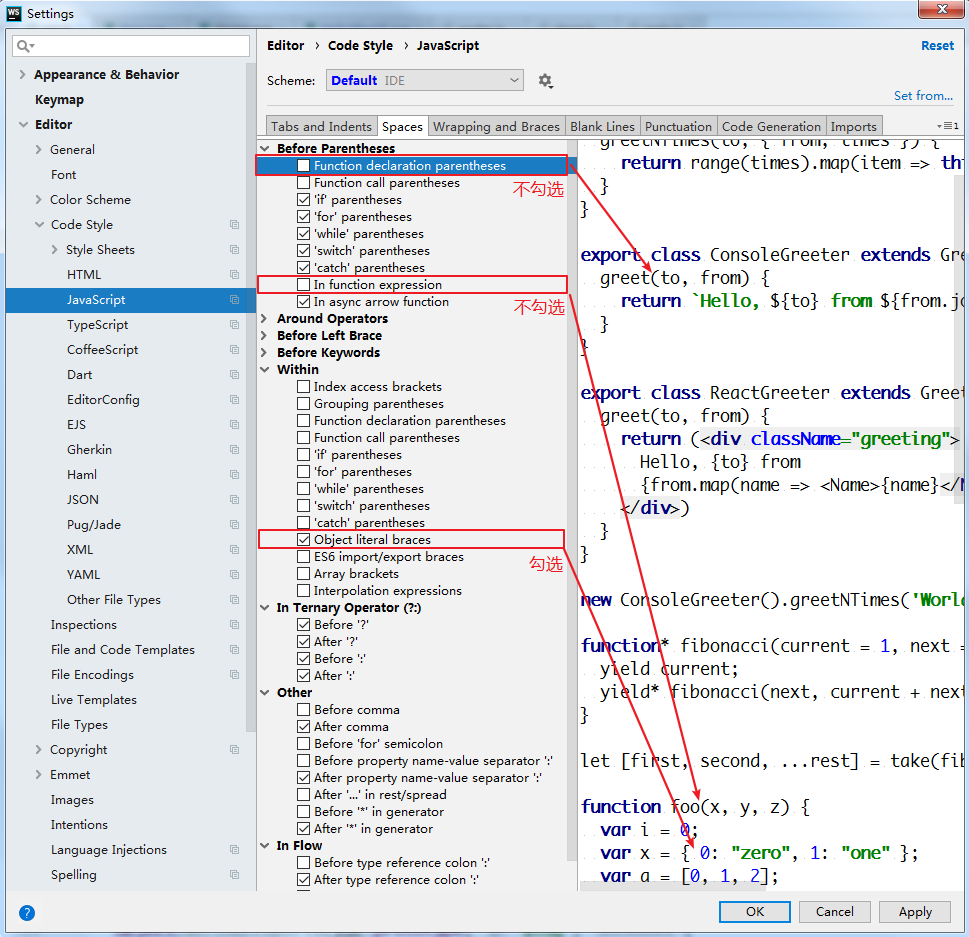 WS Settings
Appearance & Behavior
Keymap
Editor
General
Font
Color Scheme
Code Style
Style Sheets
HTML
JavaScript
TypeScript
CoffeeScript
Dart
EditorConfig
EJS
Gherkin
Haml
JSON
Pug/Jade
XML
YAML
Other File Types
Inspections
File and Code Templates
File Encodings
Live Templates
File Types
Copyright
Emmet
Images
Intentions
Language Injections
Spelling
Editor › Code Style › JavaScript
Reset
Scheme: Default IDE
Set from...
Tabs and Indents Spaces Wrapping and Braces Blank Lines Punctuation Code Generation Imports
1
Before Parentheses
Function declaration parentheses
不勾选
Function call parentheses
'if' parentheses
'for' parentheses
'while' parentheses
'switch' parentheses
'catch' parentheses
In function expression
不勾选
In async arrow function
Around Operators
Before Left Brace
Before Keywords
Within
Index access brackets
Grouping parentheses
Function declaration parentheses
Function call parentheses
'if' parentheses
'for' parentheses
'while' parentheses
'switch' parentheses
'catch' parentheses
Object literal braces
勾选
ES6 import/export braces
Array brackets
Interpolation expressions
In Ternary Operator (?:)
Before '?'
After '?'
Before ':'
After ':'
Other
Before comma
After comma
Before 'for' semicolon
Before property name-value separator ':'
After property name-value separator ':'
After '...' in rest/spread
Before '*' in generator
After '*' in generator
In Flow
Before type reference colon ':'
After type reference colon ':'
greetNTimes(to, { from, times }) {
return range(times).map(item => thi
}
}
export class ConsoleGreeter extends Gre
greet(to, from) {
return `Hello, ${to} from ${from.jo
}
}
export class ReactGreeter extends Greet
greet(to, from) {
return (<div className="greeting">
Hello, {to} from
{from.map(name => <Name>{name}</N
</div>)
}
}
new ConsoleGreeter().greetNTimes('World
function* fibonacci(current = 1, next =
yield current;
yield* fibonacci(next, current + next
}
let [first, second, ...rest] = take(fib
function foo(x, y, z) {
var i = 0;
var x = { 0: "zero", 1: "one" };
var a = [0, 1, 2];
?
OK
Cancel
Apply